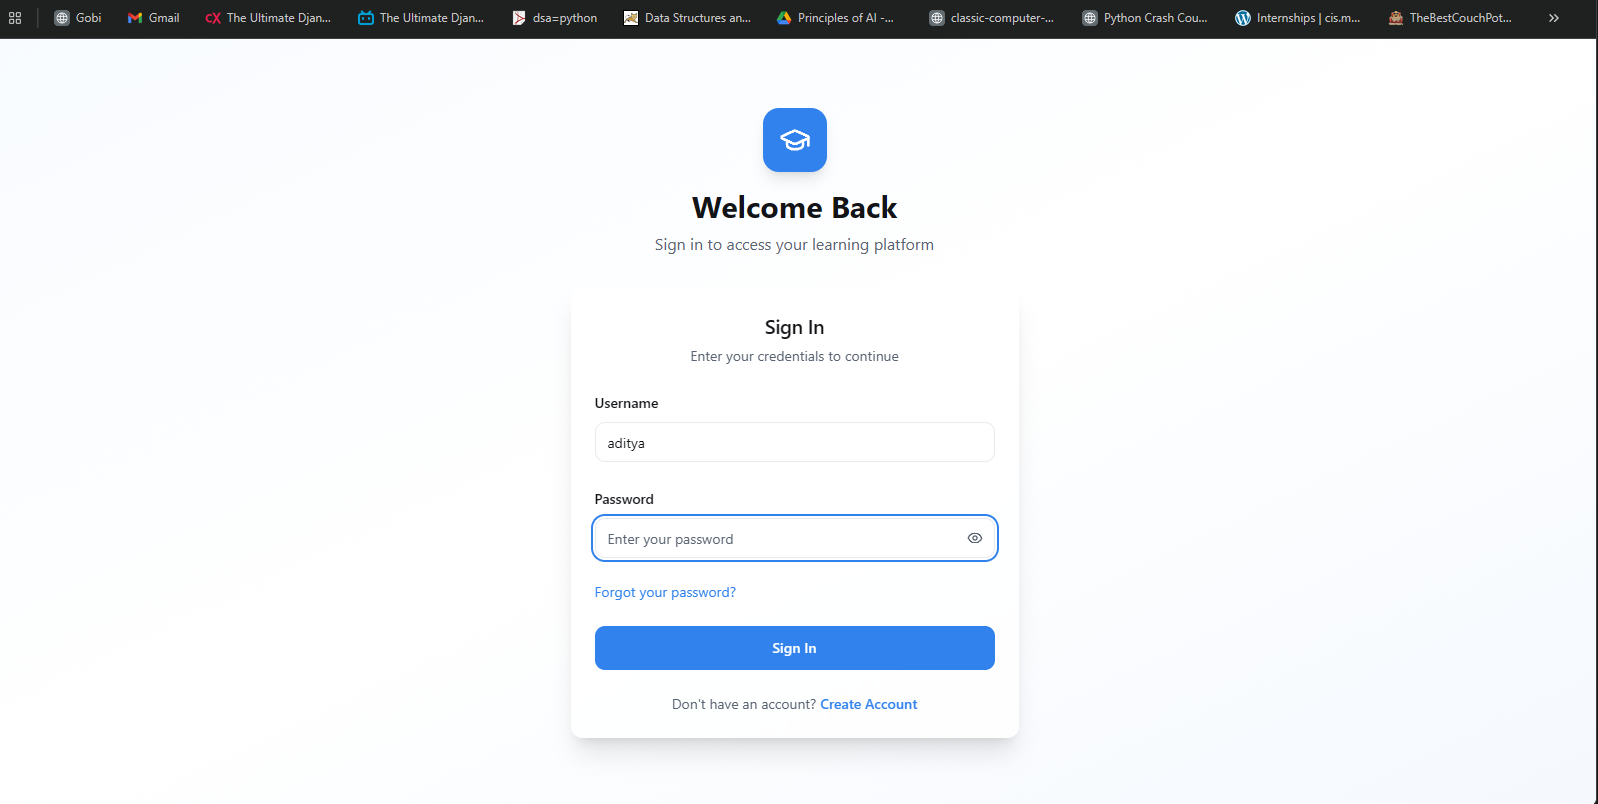 Gobi Gmail The Ultimate Djan... The Ultimate Djan... dsa=python Data Structures an... Principles of AI -... classic-computer-... Python Crash Cou... Internships | cis.m... TheBestCouchPot...
Welcome Back
Sign in to access your learning platform
Sign In
Enter your credentials to continue
Username
aditya
Password
Enter your password
Forgot your password?
Sign In
Don't have an account? Create Account